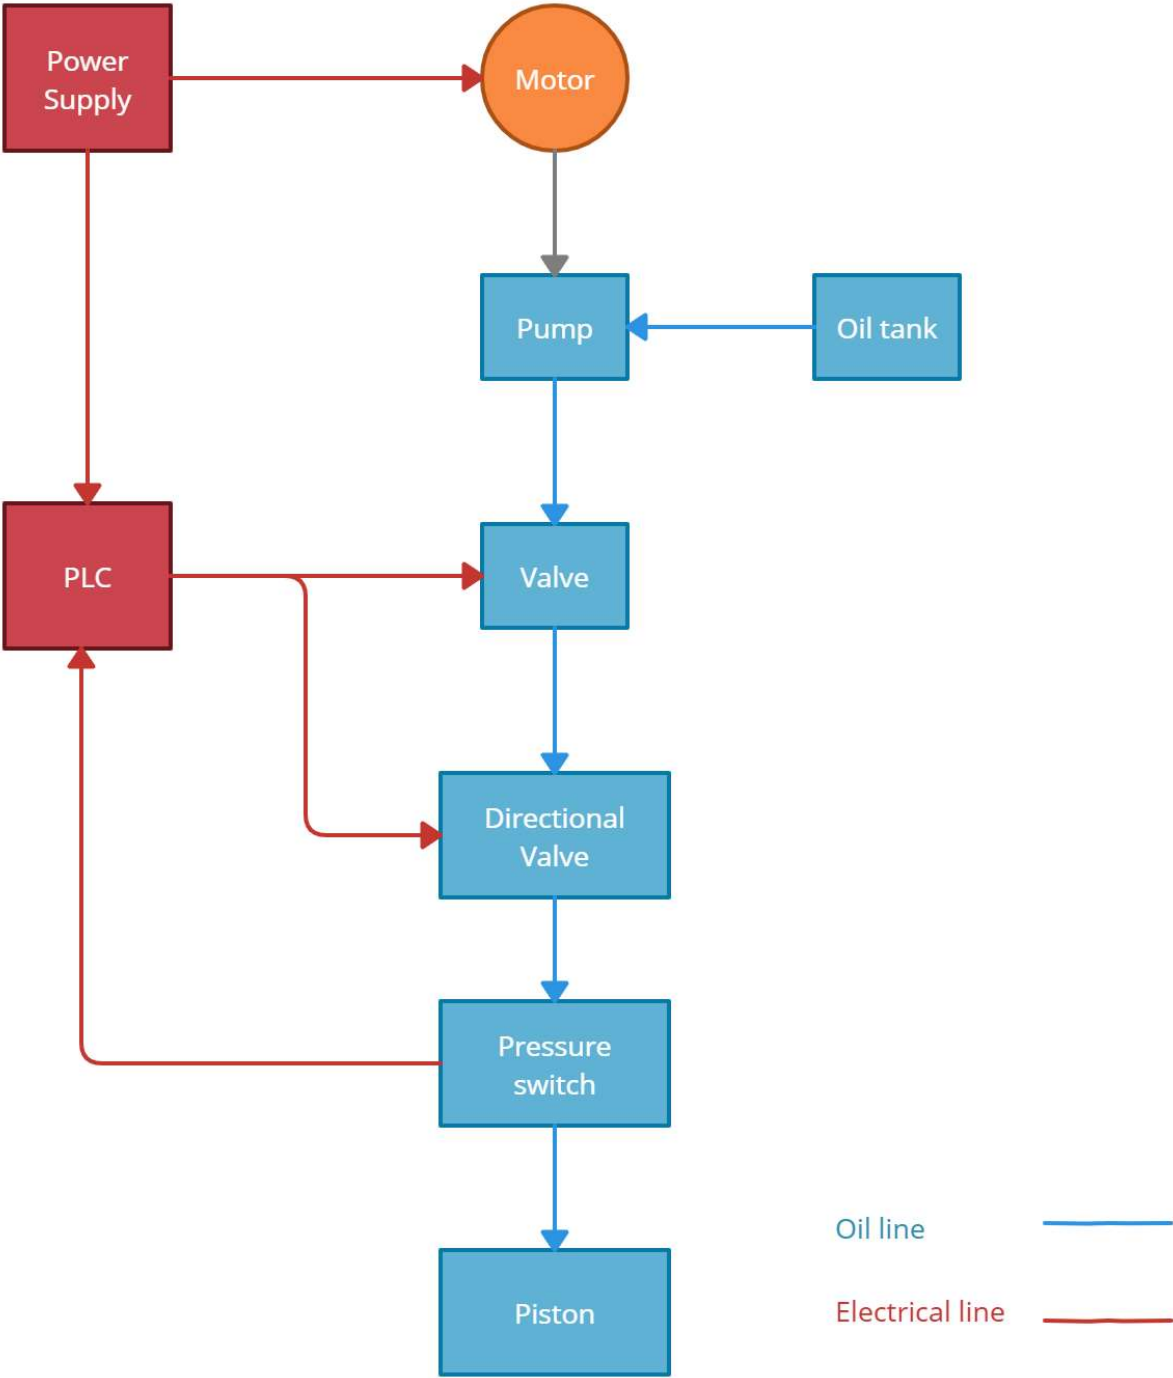 Power
Supply
Motor
Pump
Oil tank
PLC
Valve
Directional
Valve
Pressure
switch
Piston
Oil line
Electrical line